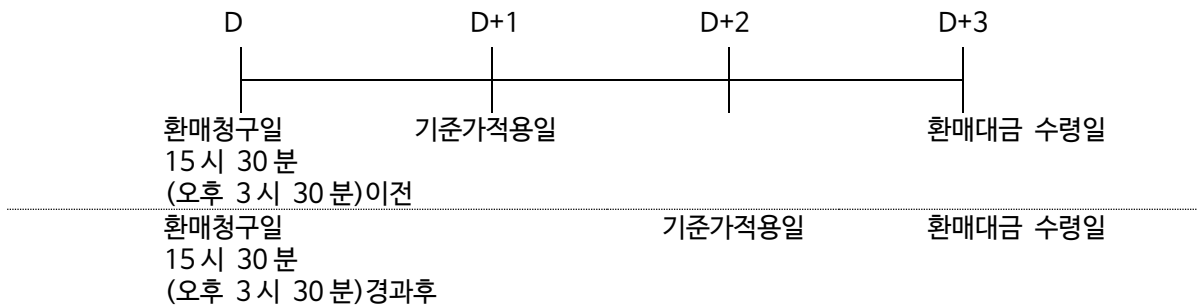 D D+1 D+2 D+3
환매청구일 기준가적용일 환매대금 수령일
15시 30분
(오후 3시 30분)이전
환매청구일 기준가적용일 환매대금 수령일
15시 30분
(오후 3시 30분)경과후